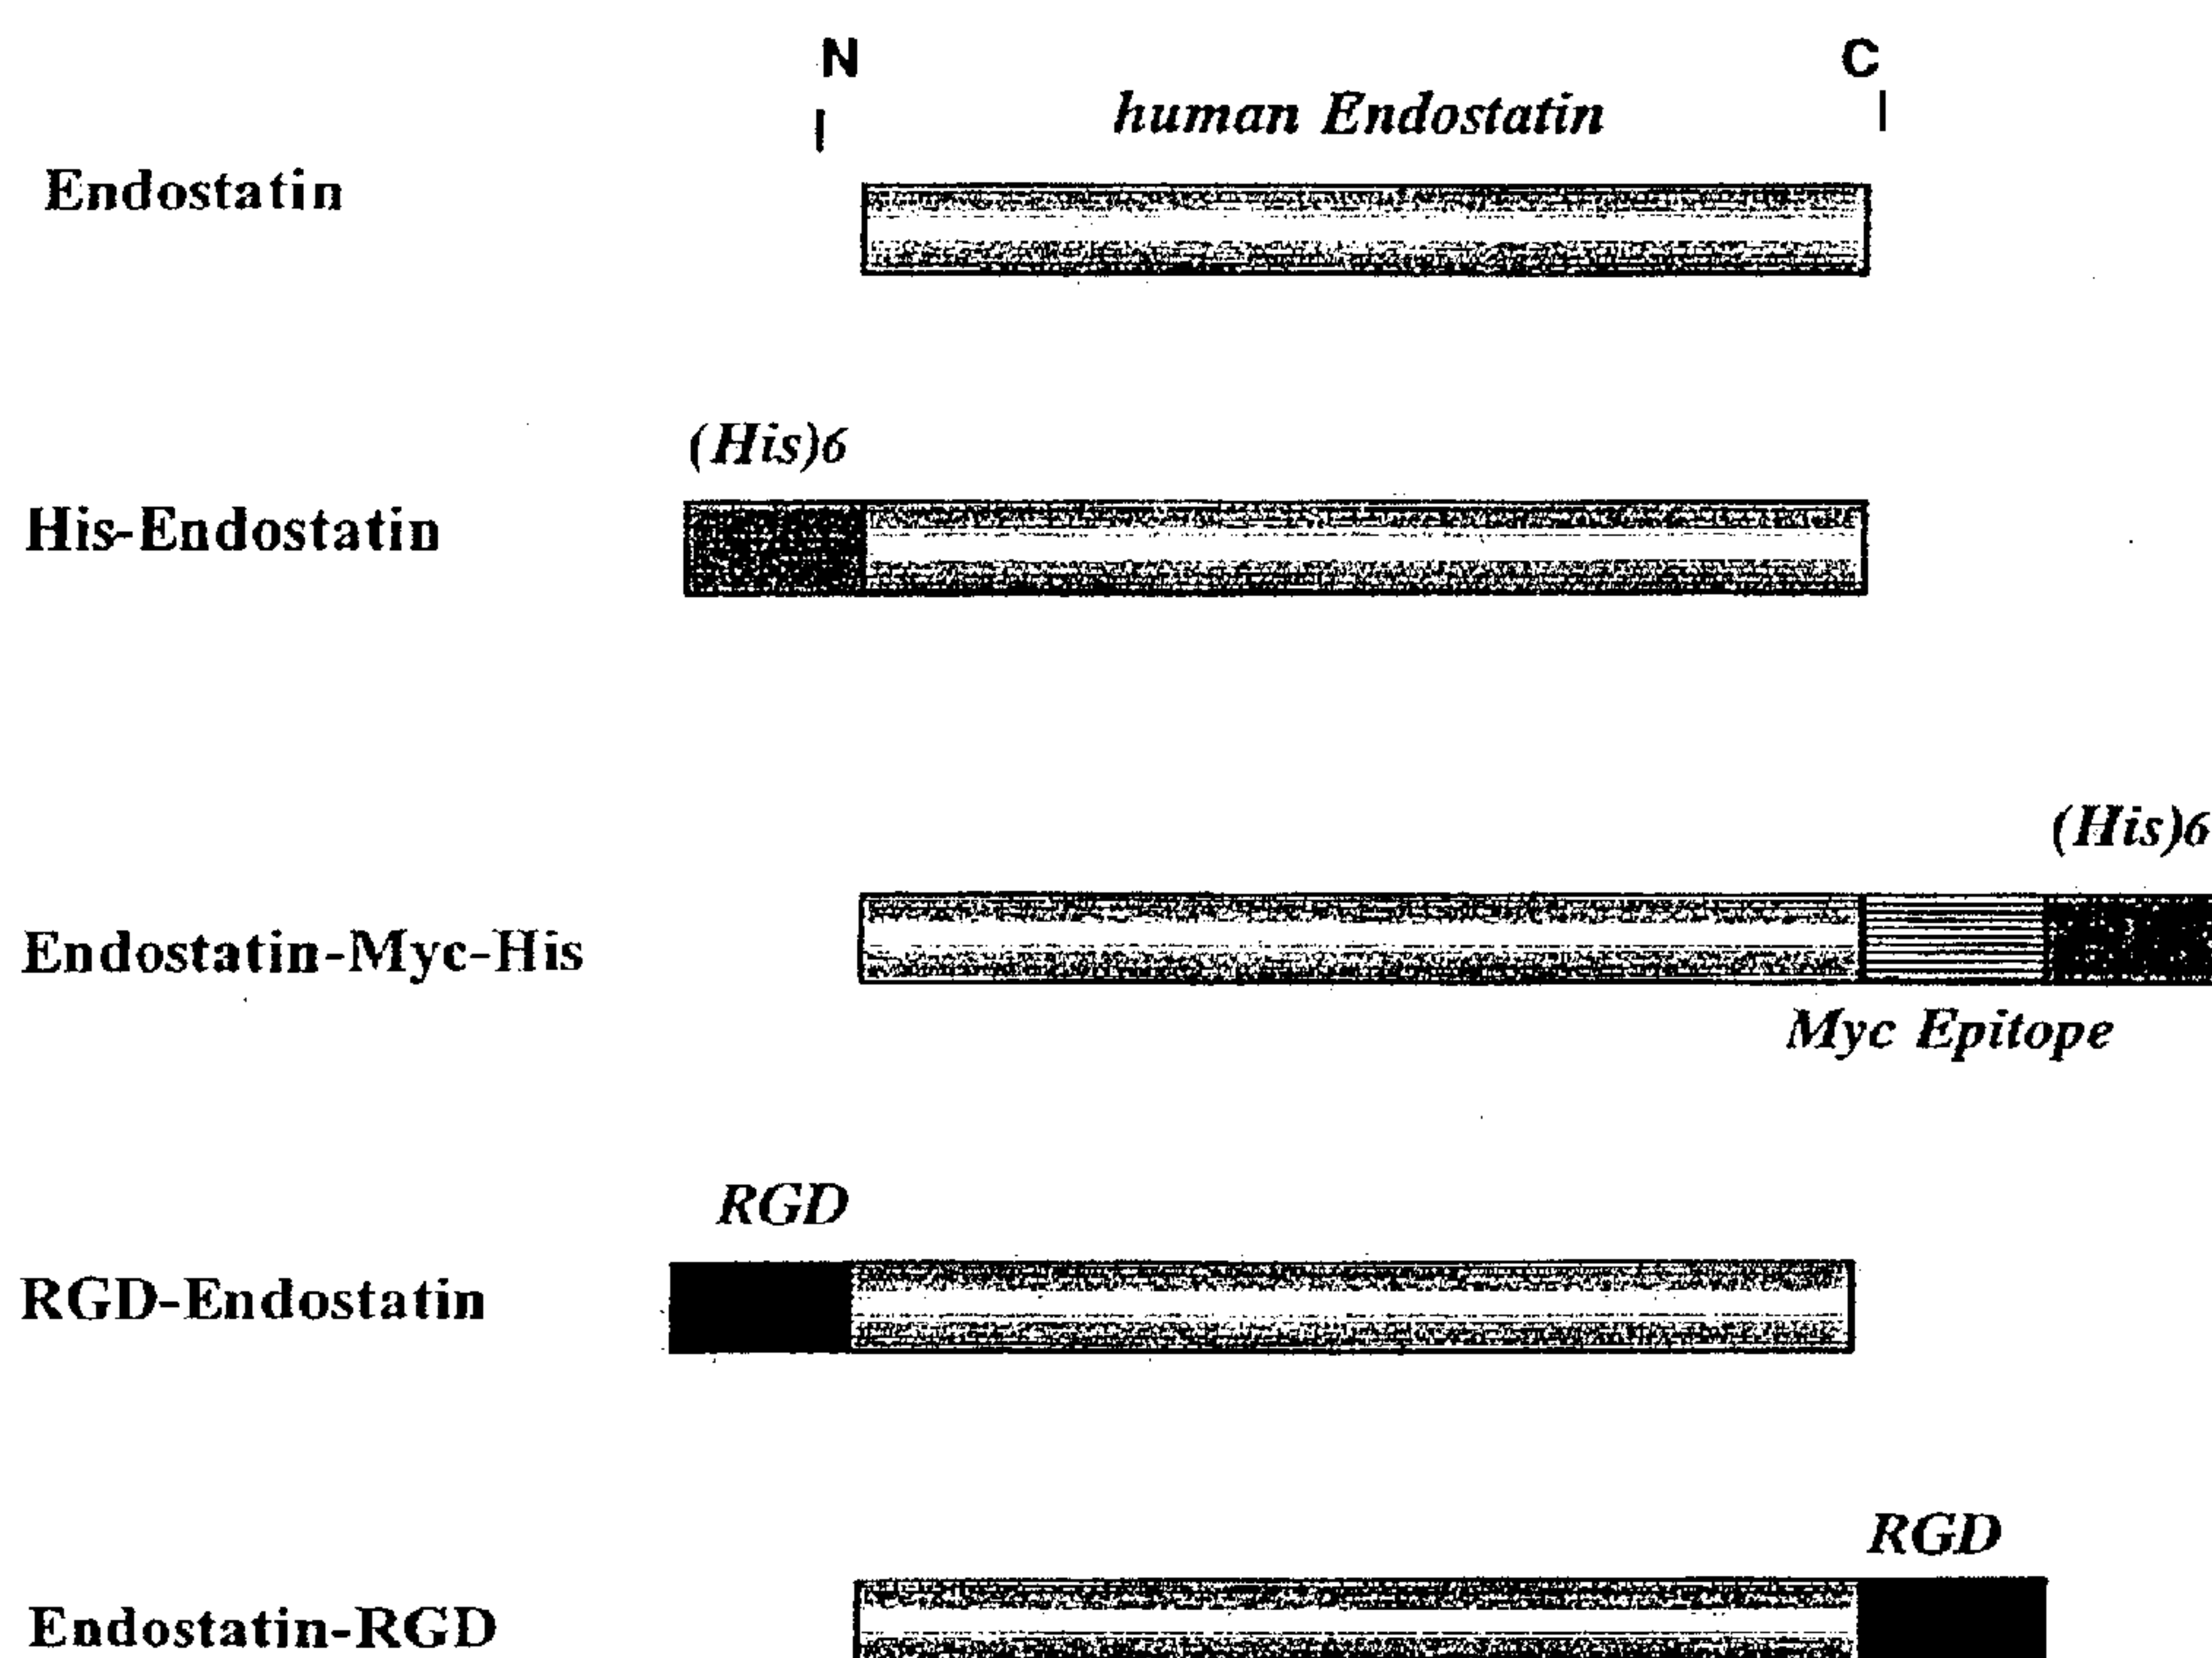 N C
human Endostatin
Endostatin
(His)6
His-Endostatin
(His)6
Endostatin-Myc-His
Myc Epitope
RGD
RGD-Endostatin
RGD
Endostatin-RGD